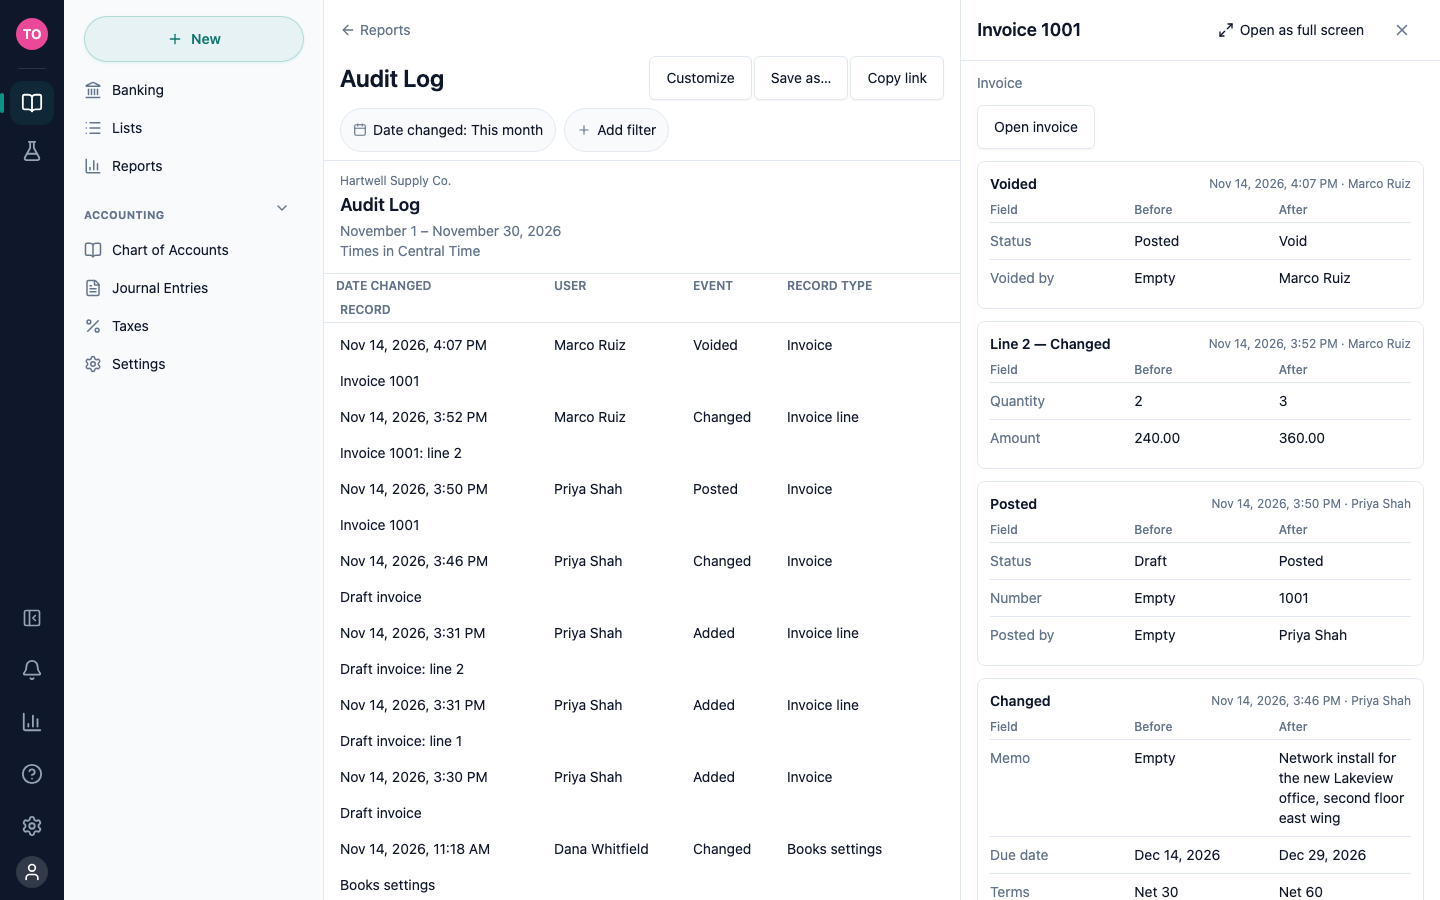 TO
New
Banking
Lists
Reports
ACCOUNTING
Chart of Accounts
Journal Entries
Taxes
Settings
Reports
Audit Log
Customize
Save as...
Copy link
Date changed: This month
Add filter
Hartwell Supply Co.
Audit Log
November 1 – November 30, 2026
Times in Central Time
DATE CHANGED USER EVENT RECORD TYPE
RECORD
Nov 14, 2026, 4:07 PM Marco Ruiz Voided Invoice
Invoice 1001
Nov 14, 2026, 3:52 PM Marco Ruiz Changed Invoice line
Invoice 1001: line 2
Nov 14, 2026, 3:50 PM Priya Shah Posted Invoice
Invoice 1001
Nov 14, 2026, 3:46 PM Priya Shah Changed Invoice
Draft invoice
Nov 14, 2026, 3:31 PM Priya Shah Added Invoice line
Draft invoice: line 2
Nov 14, 2026, 3:31 PM Priya Shah Added Invoice line
Draft invoice: line 1
Nov 14, 2026, 3:30 PM Priya Shah Added Invoice
Draft invoice
Nov 14, 2026, 11:18 AM Dana Whitfield Changed Books settings
Books settings
Invoice 1001
Open as full screen
Invoice
Open invoice
Voided Nov 14, 2026, 4:07 PM · Marco Ruiz
Field Before After
Status Posted Void
Voided by Empty Marco Ruiz
Line 2 — Changed Nov 14, 2026, 3:52 PM · Marco Ruiz
Field Before After
Quantity 2 3
Amount 240.00 360.00
Posted Nov 14, 2026, 3:50 PM · Priya Shah
Field Before After
Status Draft Posted
Number Empty 1001
Posted by Empty Priya Shah
Changed Nov 14, 2026, 3:46 PM · Priya Shah
Field Before After
Memo Empty Network install for
the new Lakeview
office, second floor
east wing
Due date Dec 14, 2026 Dec 29, 2026
Terms Net 30 Net 60